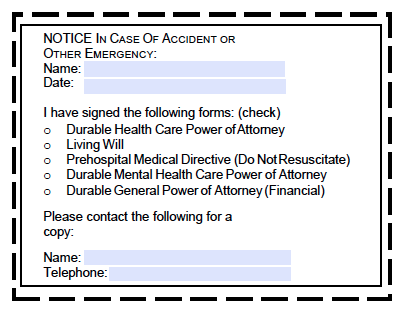 NOTICE IN CASE OF ACCIDENT OR
OTHER EMERGENCY:
Name:
Date:
I have signed the following forms: (check)
o Durable Health Care Power of Attorney
o Living Will
o Prehospital Medical Directive (Do Not Resuscitate)
o Durable Mental Health Care Power of Attorney
o Durable General Power of Attorney (Financial)
Please contact the following for a
copy:
Name:
Telephone: